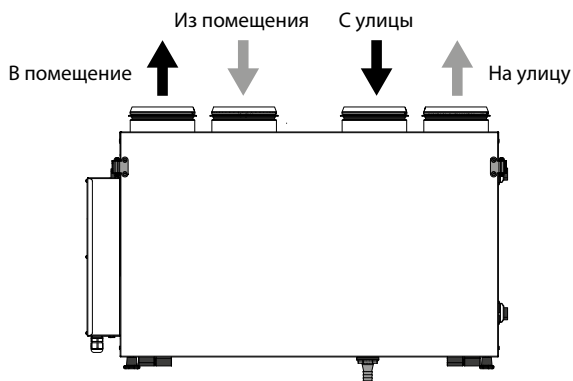 Из помещения
С улицы
В помещение
На улицу